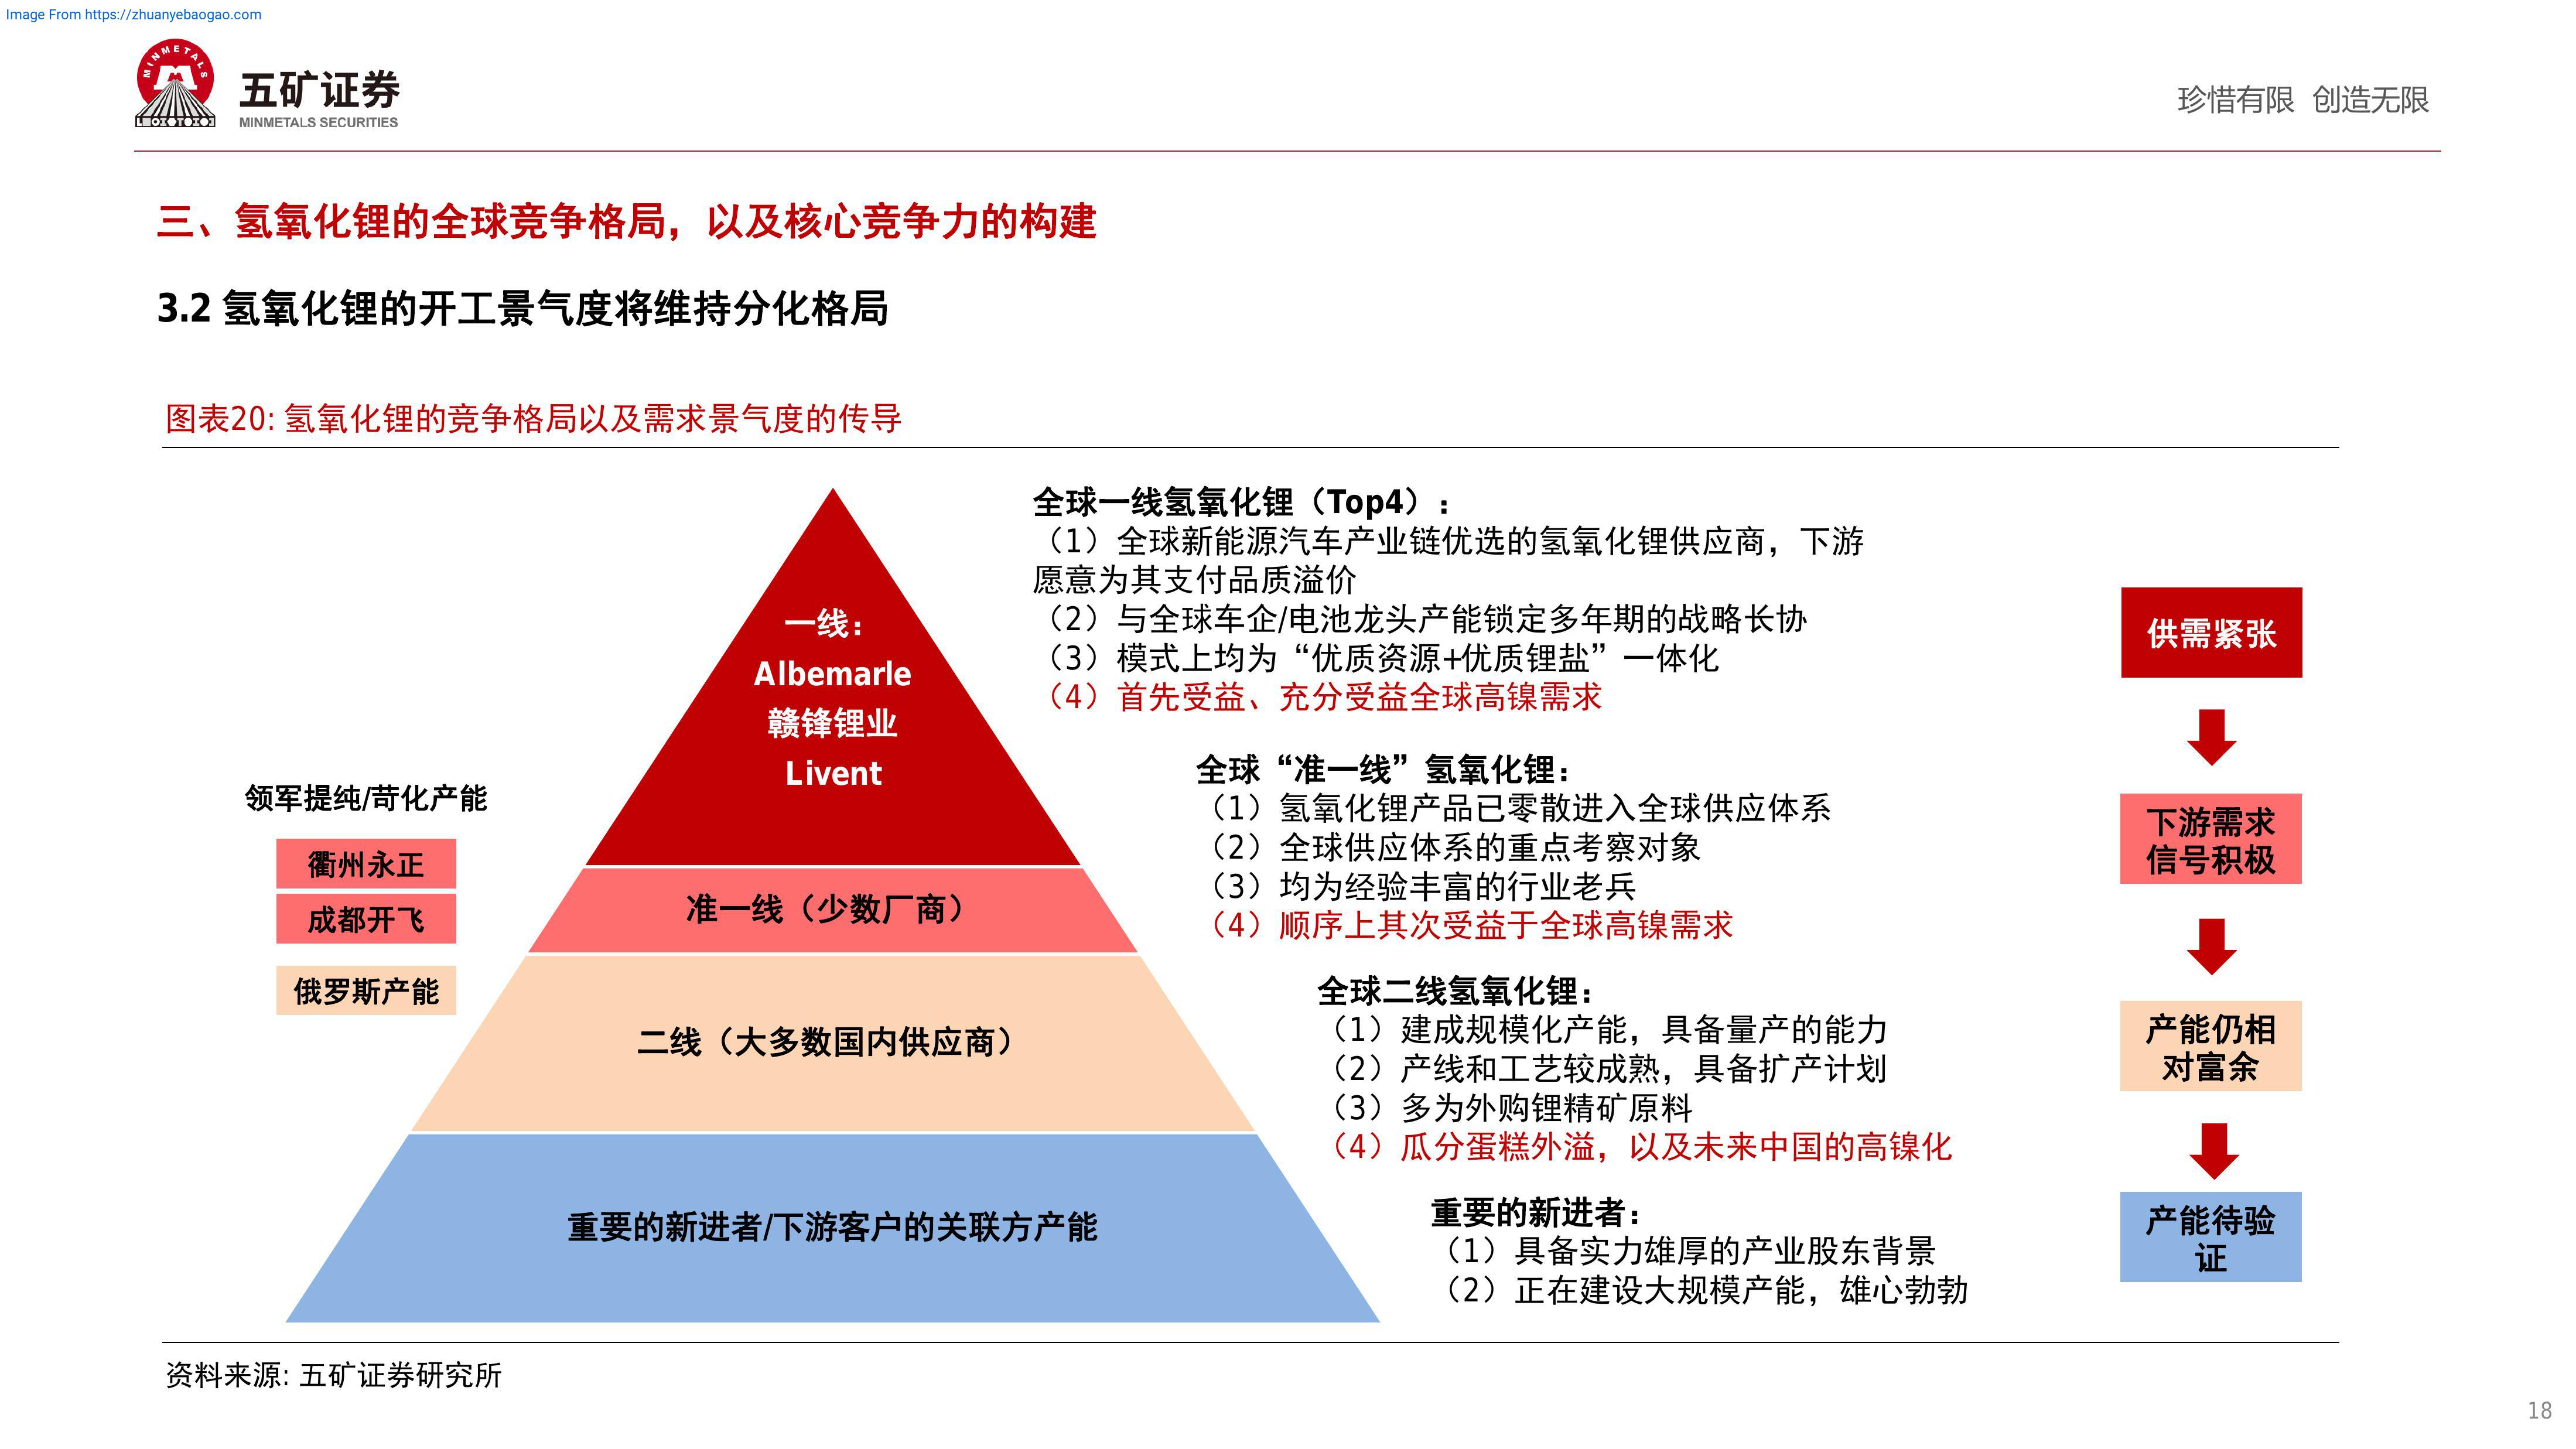 Image From https://zhuanyebaogao.com
MINMETALS
五矿证券
MINMETALS SECURITIES
珍惜有限 创造无限
三、氢氧化锂的全球竞争格局，以及核心竞争力的构建
3.2 氢氧化锂的开工景气度将维持分化格局
图表20: 氢氧化锂的竞争格局以及需求景气度的传导
领军提纯/苛化产能
衢州永正
成都开飞
俄罗斯产能
一线：
Albemarle
赣锋锂业
Livent
准一线（少数厂商）
二线（大多数国内供应商）
重要的新进者/下游客户的关联方产能
全球一线氢氧化锂（Top4）：
（1）全球新能源汽车产业链优选的氢氧化锂供应商，下游
愿意为其支付品质溢价
（2）与全球车企/电池龙头产能锁定多年期的战略长协
（3）模式上均为“优质资源+优质锂盐”一体化
（4）首先受益、充分受益全球高镍需求
全球“准一线”氢氧化锂：
（1）氢氧化锂产品已零散进入全球供应体系
（2）全球供应体系的重点考察对象
（3）均为经验丰富的行业老兵
（4）顺序上其次受益于全球高镍需求
全球二线氢氧化锂：
（1）建成规模化产能，具备量产的能力
（2）产线和工艺较成熟，具备扩产计划
（3）多为外购锂精矿原料
（4）瓜分蛋糕外溢，以及未来中国的高镍化
重要的新进者：
（1）具备实力雄厚的产业股东背景
（2）正在建设大规模产能，雄心勃勃
供需紧张
下游需求
信号积极
产能仍相
对富余
产能待验
证
资料来源: 五矿证券研究所
18